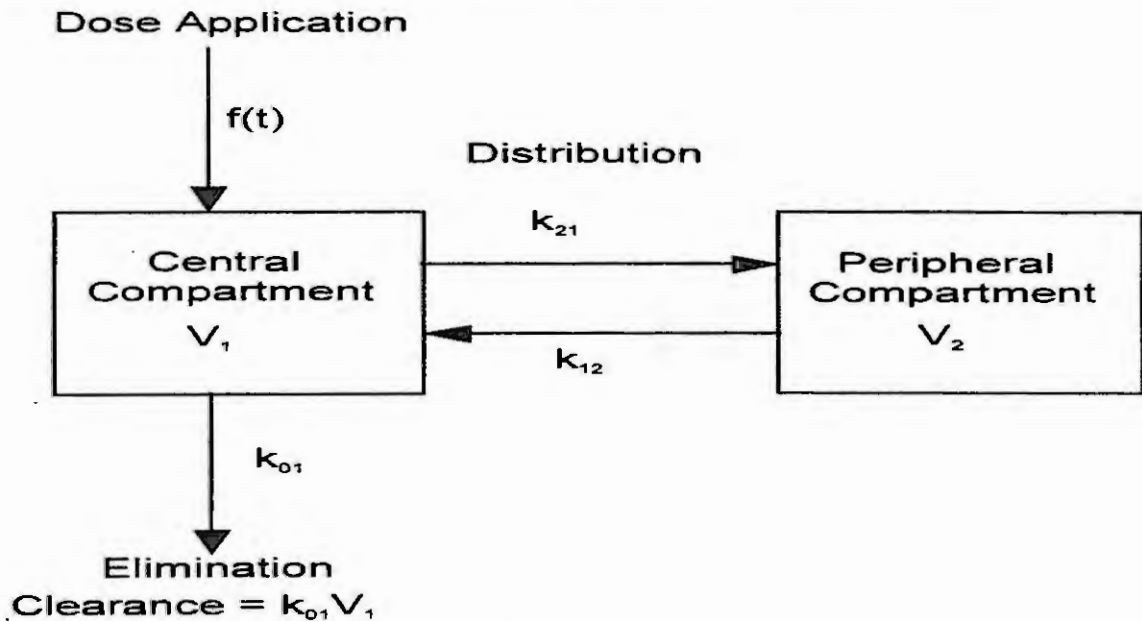 Dose Application
f(t)
Distribution
k₂₁
Central
Compartment
V₁
Peripheral
Compartment
V₂
k₁₂
k₀₁
Elimination
Clearance = k₀₁V₁